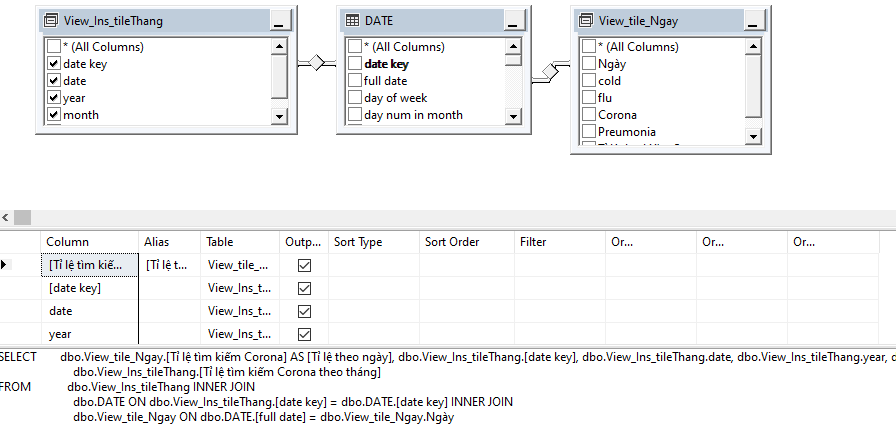 View_Ins_tileThang
DATE
View_tile_Ngay
* (All Columns)
date key
date
year
month
* (All Columns)
date key
full date
day of week
day num in month
* (All Columns)
Ngày
cold
flu
Corona
Preumonia
Column Alias Table Outp... Sort Type Sort Order Filter Or... Or... Or...
[Tỉ lệ tìm kiế... [Tỉ lệ t... View_tile_...
[date key] View_Ins_t...
date View_Ins_t...
year View_Ins_t...
SELECT dbo.View_tile_Ngay.[Tỉ lệ tìm kiếm Corona] AS [Tỉ lệ theo ngày], dbo.View_Ins_tileThang.[date key], dbo.View_Ins_tileThang.date, dbo.View_Ins_tileThang.year, d
dbo.View_Ins_tileThang.[Tỉ lệ tìm kiếm Corona theo tháng]
FROM dbo.View_Ins_tileThang INNER JOIN
dbo.DATE ON dbo.View_Ins_tileThang.[date key] = dbo.DATE.[date key] INNER JOIN
dbo.View_tile_Ngay ON dbo.DATE.[full date] = dbo.View_tile_Ngay.Ngày